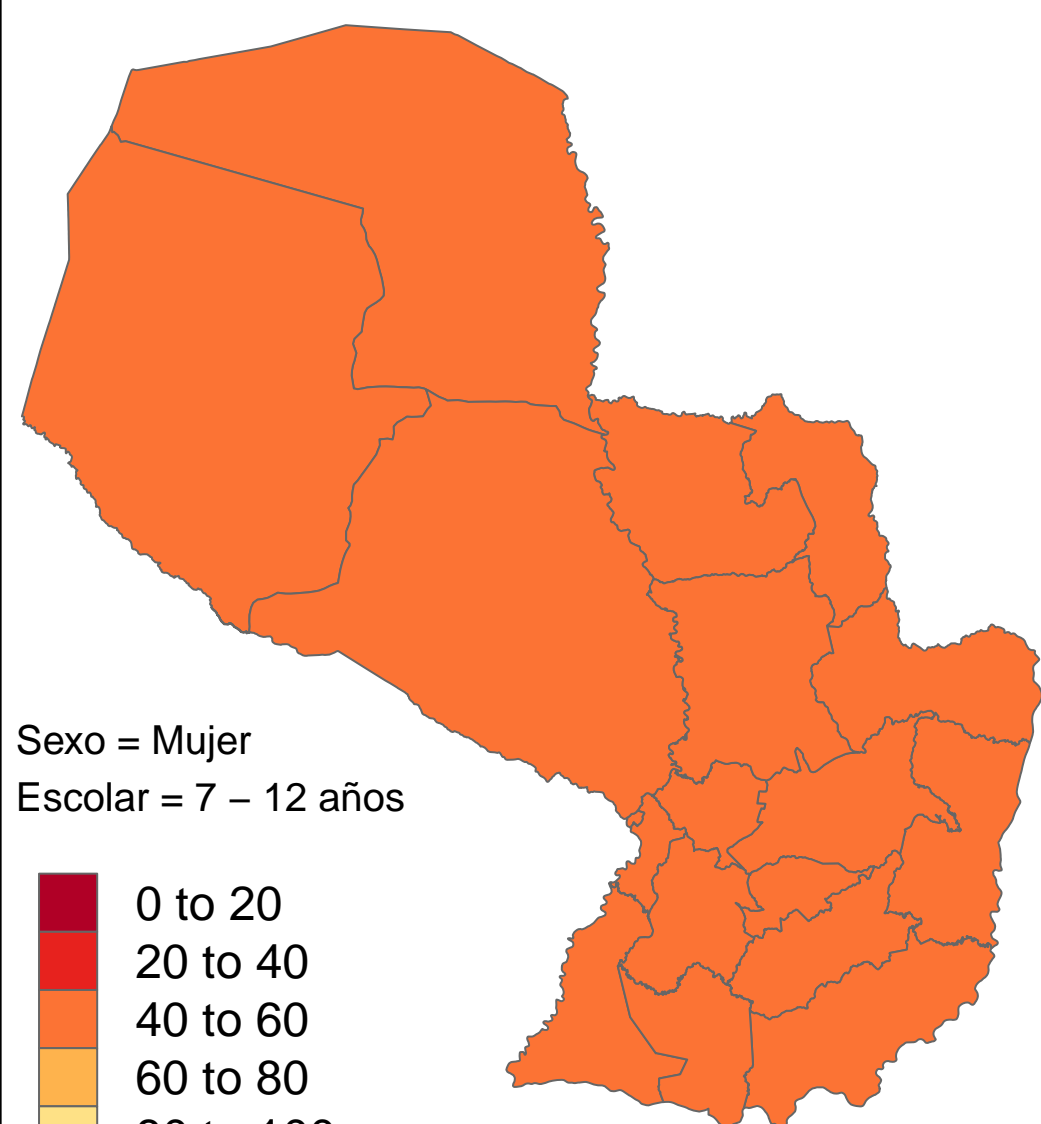 Sexo = Mujer
Escolar = 7 – 12 años
0 to 20
20 to 40
40 to 60
60 to 80